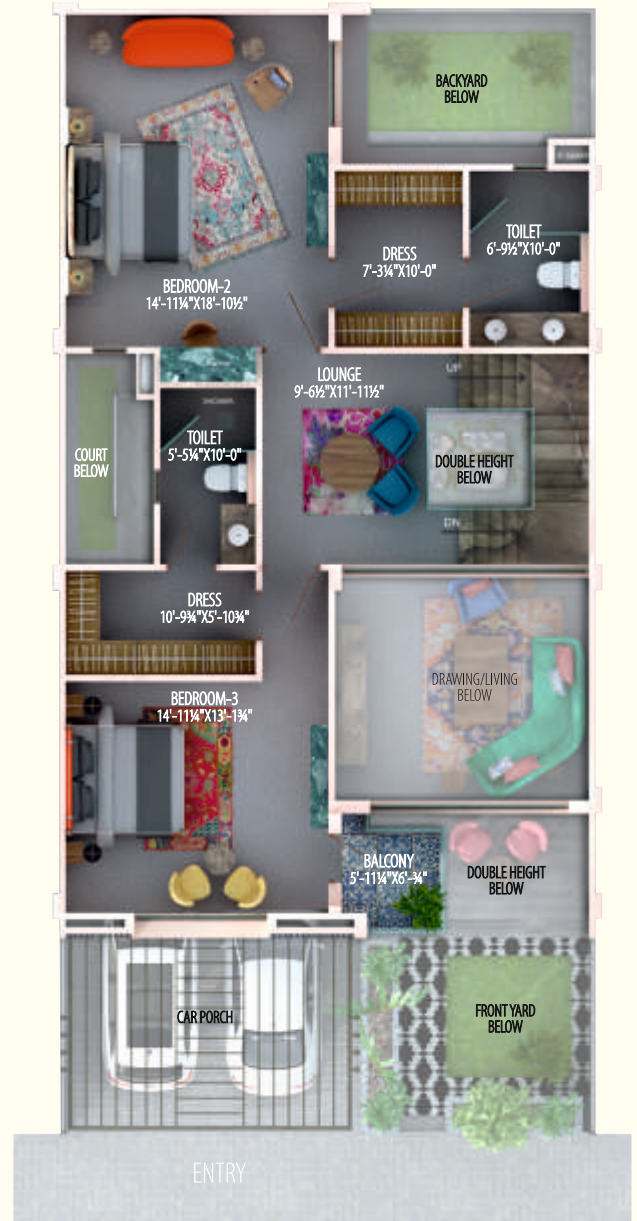 BACKYARD
BELOW
TOILET
6'-9½"X10'-0"
DRESS
7'-3¼"X10'-0"
BEDROOM-2
14'-11¼"X18'-10½"
LOUNGE
9'-6½"X11'-11½"
UP
TOILET
5'-5¼"X10'-0"
COURT
BELOW
DOUBLE HEIGHT
BELOW
DN
DRESS
10'-9¾"X5'-10¾"
DRAWING/LIVING
BELOW
BEDROOM-3
14'-11¼"X13'-1¾"
BALCONY
5'-11¼"X6'-¾"
DOUBLE HEIGHT
BELOW
CAR PORCH
FRONT YARD
BELOW
ENTRY